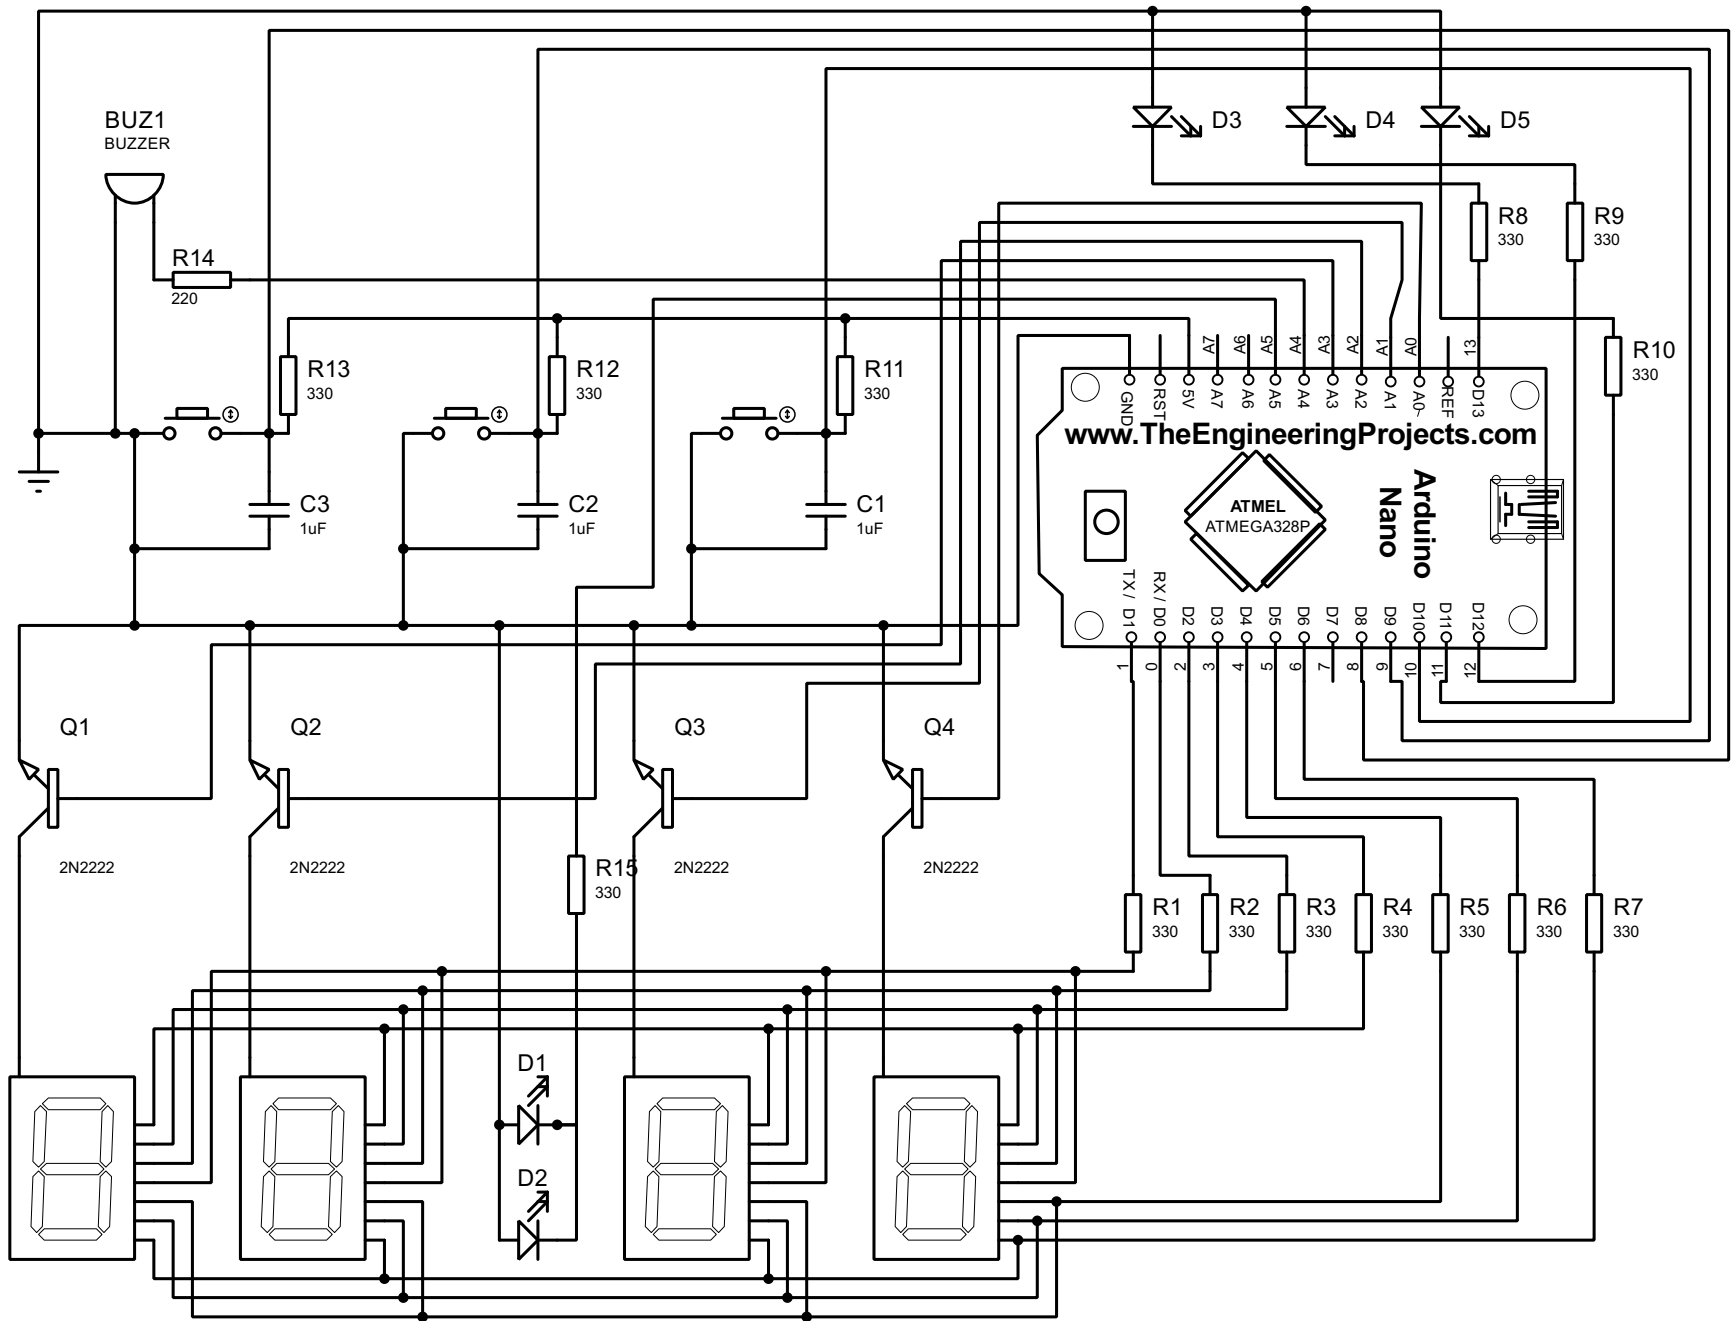 BUZ1
BUZZER
D3
D4
D5
R14
220
R8
330
R9
330
R13
330
R12
330
R11
330
R10
330
A7
A6
A5
A4
A3
A2
A1
A0
13
GND
RST
5V
A7
A6
A5
A4
A3
A2
A1
A0~
REF
D13
www.TheEngineeringProjects.com
C3
1uF
C2
1uF
C1
1uF
ATMEL
ATMEGA328P
Arduino
Nano
TX / D1
RX / D0
D2
D3
D4
D5
D6
D7
D8
D9
D10
D11
D12
1
0
2
3
4
5
6
7
8
9
10
11
12
Q1
Q2
Q3
Q4
2N2222
2N2222
2N2222
2N2222
R15
330
R1
330
R2
330
R3
330
R4
330
R5
330
R6
330
R7
330
D1
D2